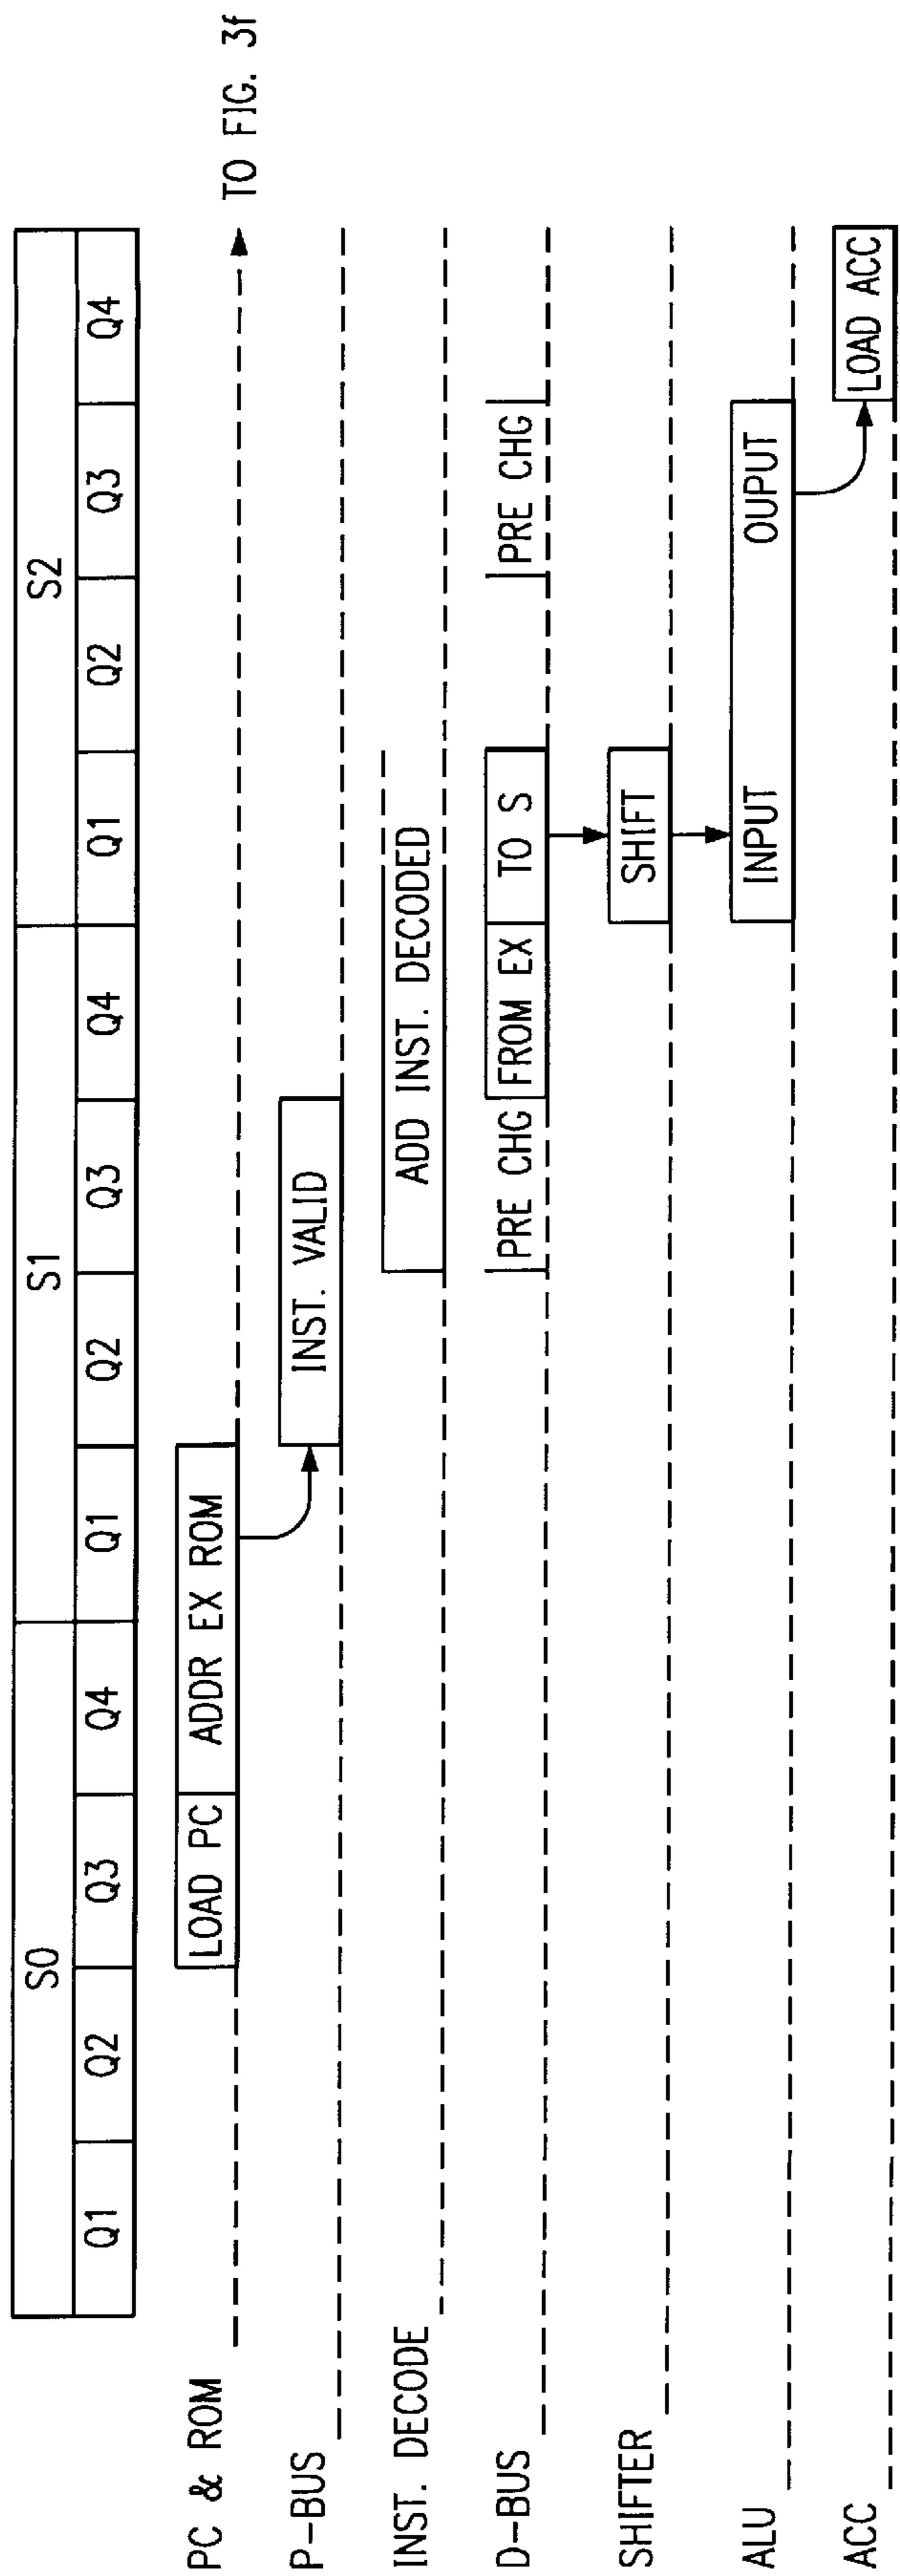 S0 S1 S2
Q1 Q2 Q3 Q4 Q1 Q2 Q3 Q4 Q1 Q2 Q3 Q4
PC & ROM LOAD PC ADDR EX ROM TO FIG. 3f
P-BUS INST. VALID
INST. DECODE ADD INST. DECODED
D-BUS PRE CHG FROM EX TO S PRE CHG
SHIFTER SHIFT
ALU INPUT OUPUT
ACC LOAD ACC